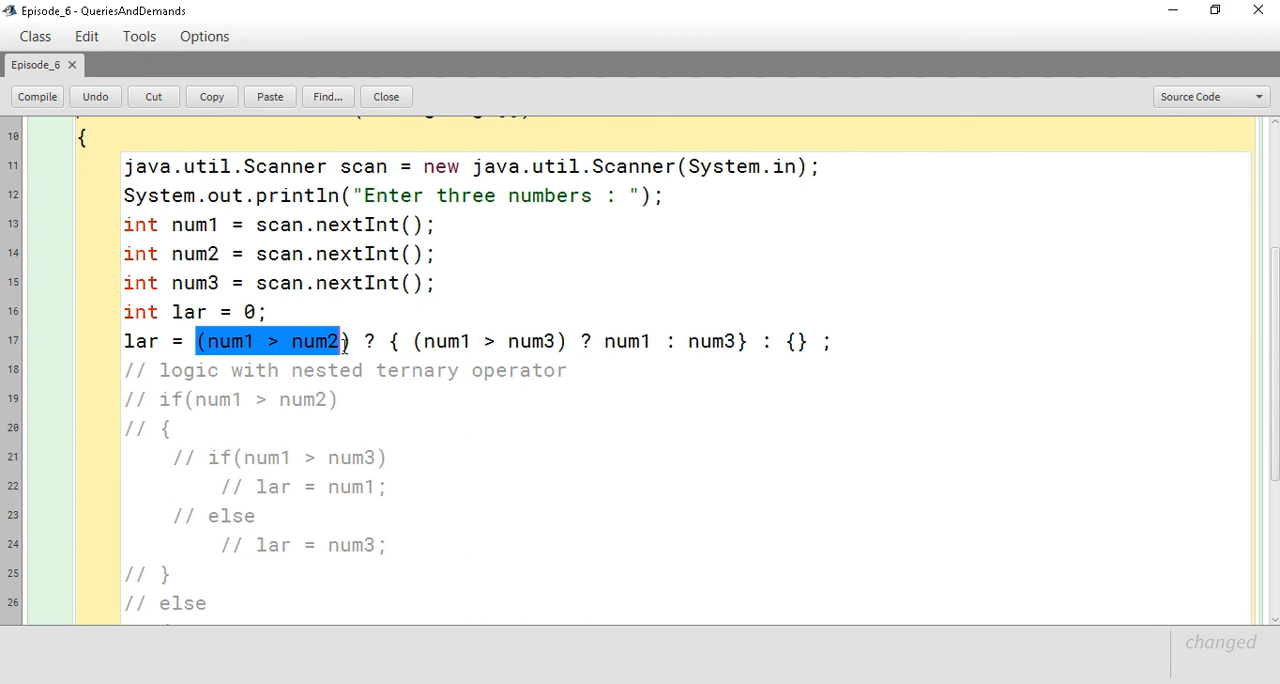 Episode_6 - QueriesAndDemands
Class Edit Tools Options
Episode_6 ×
Compile Undo Cut Copy Paste Find... Close Source Code
10 {
11 java.util.Scanner scan = new java.util.Scanner(System.in);
12 System.out.println("Enter three numbers : ");
13 int num1 = scan.nextInt();
14 int num2 = scan.nextInt();
15 int num3 = scan.nextInt();
16 int lar = 0;
17 lar = (num1 > num2) ? { (num1 > num3) ? num1 : num3} : {} ;
18 // logic with nested ternary operator
19 // if(num1 > num2)
20 // {
21 // if(num1 > num3)
22 // lar = num1;
23 // else
24 // lar = num3;
25 // }
26 // else
changed